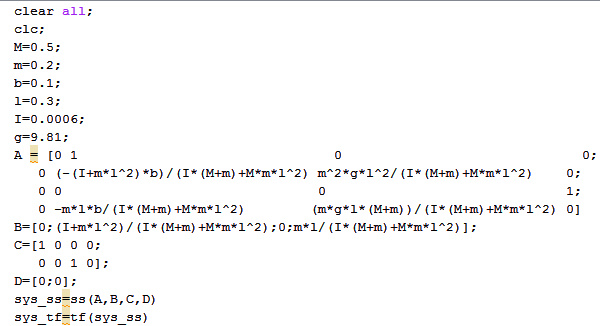 clear all;
clc;
M=0.5;
m=0.2;
b=0.1;
l=0.3;
I=0.0006;
g=9.81;
A = [0 1 0 0;
0 (-(I+m*l^2)*b)/(I*(M+m)+M*m*l^2) m^2*g*l^2/(I*(M+m)+M*m*l^2) 0;
0 0 0 1;
0 -m*l*b/(I*(M+m)+M*m*l^2) (m*g*l*(M+m))/(I*(M+m)+M*m*l^2) 0]
B=[0;(I+m*l^2)/(I*(M+m)+M*m*l^2);0;m*l/(I*(M+m)+M*m*l^2)];
C=[1 0 0 0;
0 0 1 0];
D=[0;0];
sys_ss=ss(A,B,C,D)
sys_tf=tf(sys_ss)